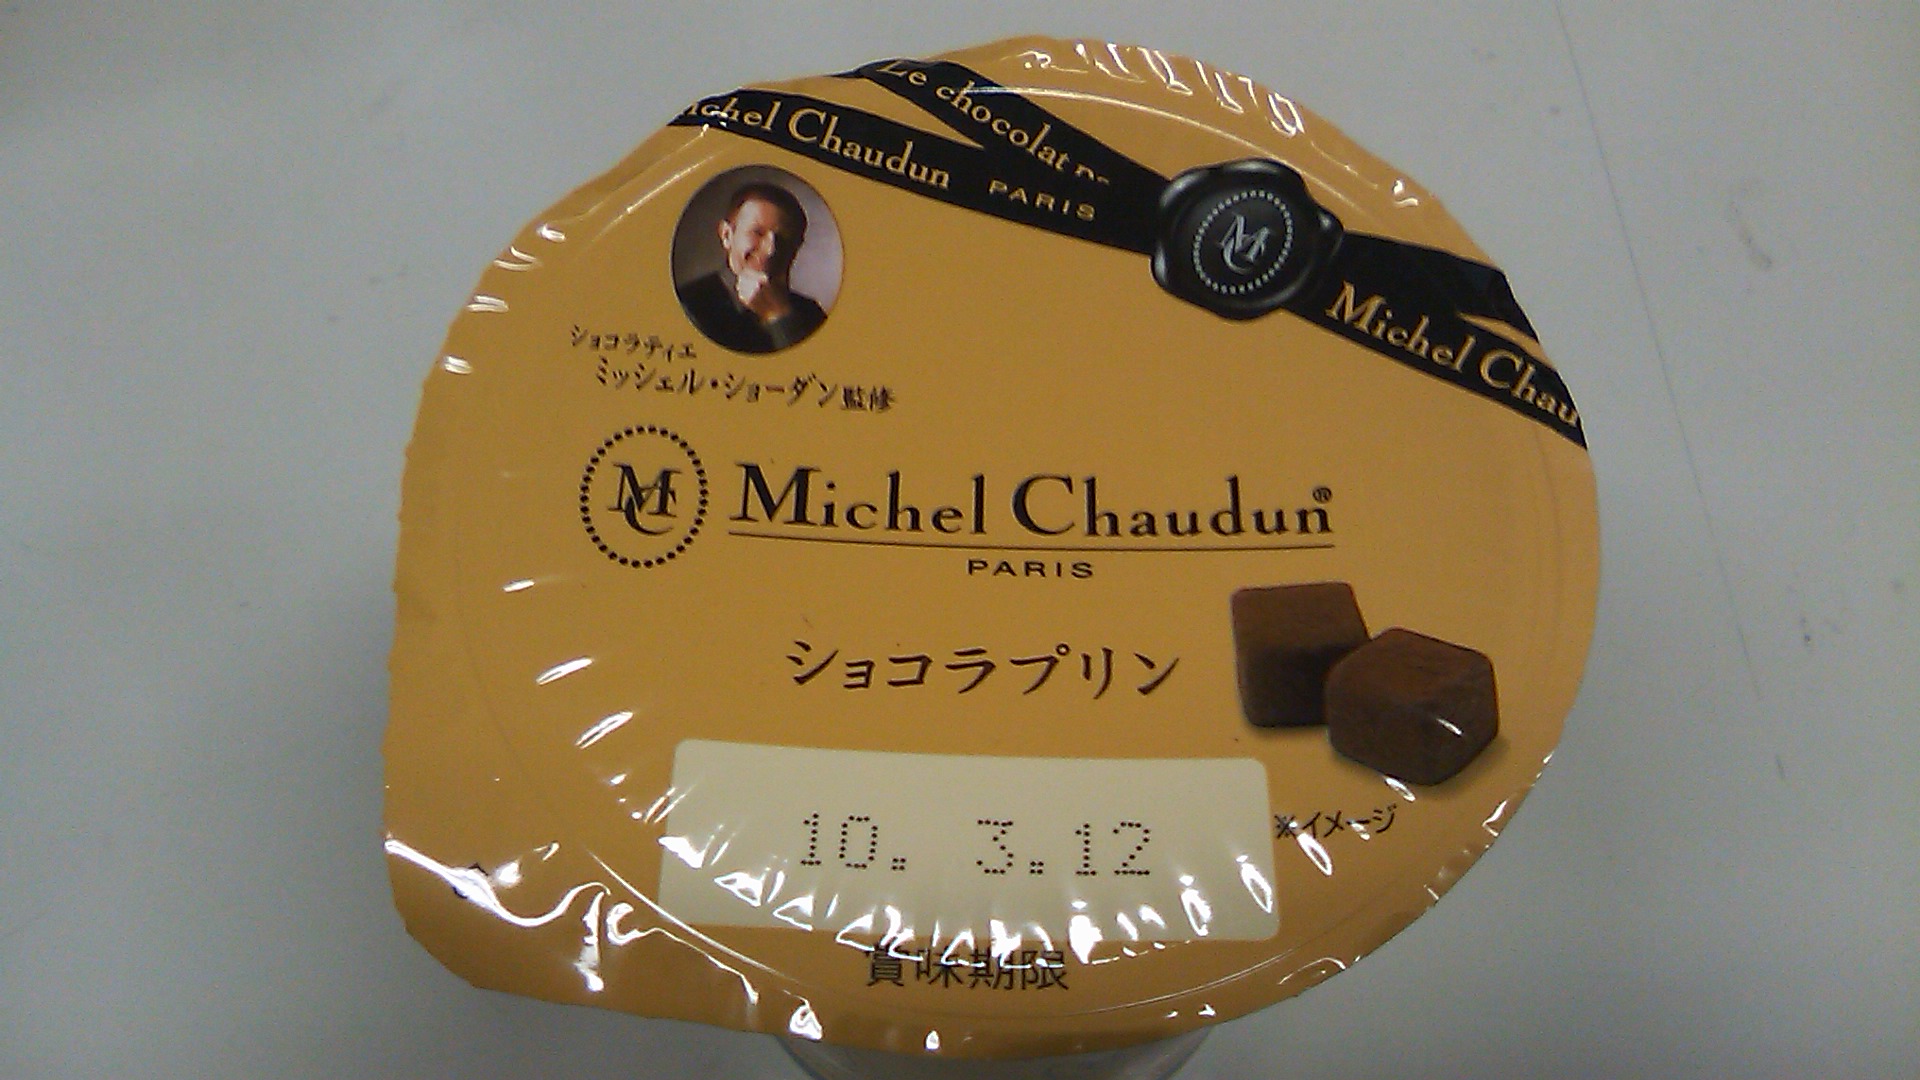 Le chocolat
Michel Chaudun PARIS
MC
Michel Chau
ショコラティエ
ミッシェル・ショーダン監修
MC Michel Chaudun®
PARIS
ショコラプリン
※イメージ
10. 3.12
賞味期限